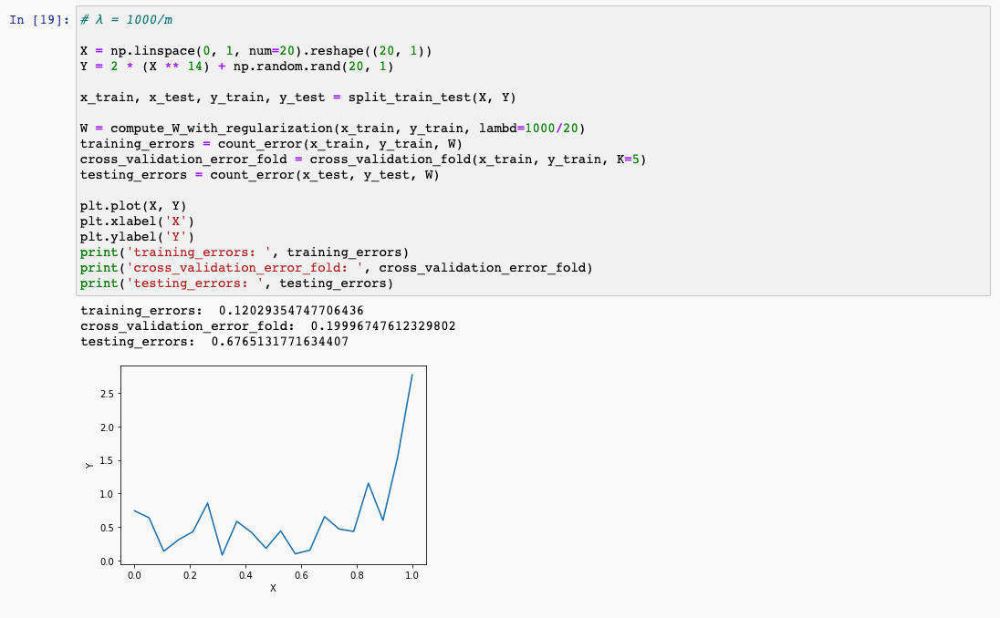 In [19]: # λ = 1000/m
X = np.linspace(0, 1, num=20).reshape((20, 1))
Y = 2 * (X ** 14) + np.random.rand(20, 1)
x_train, x_test, y_train, y_test = split_train_test(X, Y)
W = compute_W_with_regularization(x_train, y_train, lambd=1000/20)
training_errors = count_error(x_train, y_train, W)
cross_validation_error_fold = cross_validation_fold(x_train, y_train, K=5)
testing_errors = count_error(x_test, y_test, W)
plt.plot(X, Y)
plt.xlabel('X')
plt.ylabel('Y')
print('training_errors: ', training_errors)
print('cross_validation_error_fold: ', cross_validation_error_fold)
print('testing_errors: ', testing_errors)
training_errors:  0.12029354747706436
cross_validation_error_fold:  0.19996747612329802
testing_errors:  0.6765131771634407
2.5
2.0
1.5
1.0
0.5
0.0
Y
0.0 0.2 0.4 0.6 0.8 1.0
X